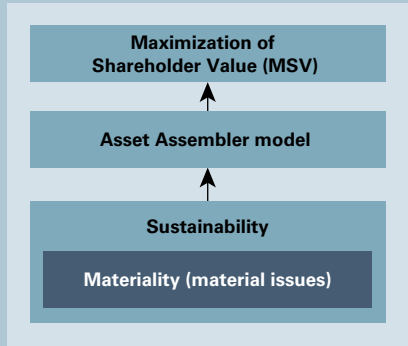 Maximization of
Shareholder Value (MSV)
Asset Assembler model
Sustainability
Materiality (material issues)